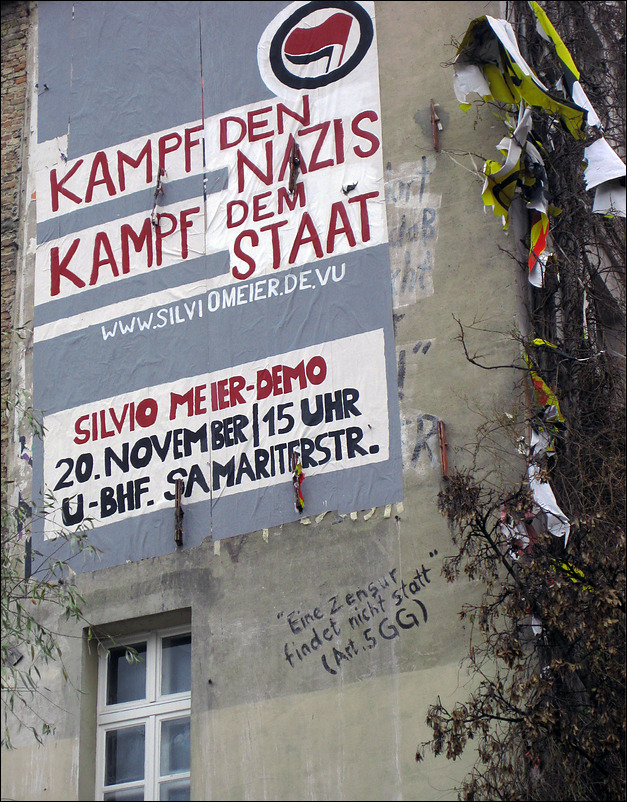 KAMPF DEN
NAZIS
KAMPF DEM
STAAT
WWW.SILVIOMEIER.DE.VU
SILVIO MEIER-DEMO
20. NOVEMBER | 15 UHR
U-BHF. SAMARITERSTR.
"Eine Zensur
findet nicht statt"
(Art. 5 GG)